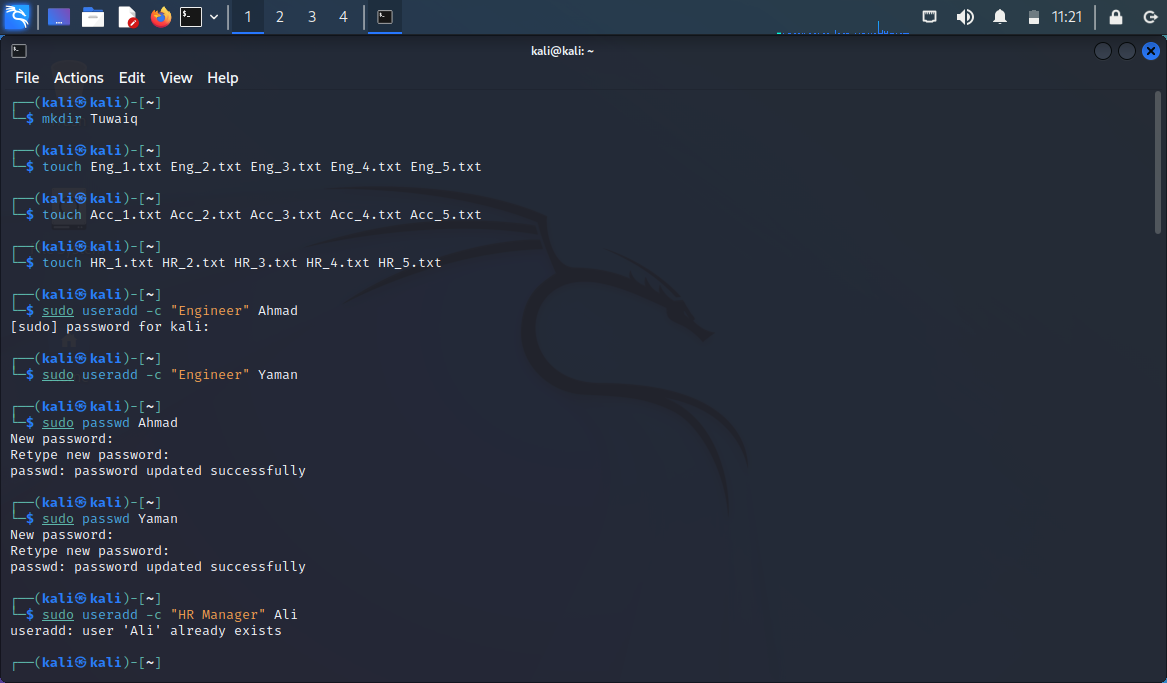 1 2 3 4
11:21
kali@kali: ~
File Actions Edit View Help
┌──(kali㉿kali)-[~]
└─$ mkdir Tuwaiq
┌──(kali㉿kali)-[~]
└─$ touch Eng_1.txt Eng_2.txt Eng_3.txt Eng_4.txt Eng_5.txt
┌──(kali㉿kali)-[~]
└─$ touch Acc_1.txt Acc_2.txt Acc_3.txt Acc_4.txt Acc_5.txt
┌──(kali㉿kali)-[~]
└─$ touch HR_1.txt HR_2.txt HR_3.txt HR_4.txt HR_5.txt
┌──(kali㉿kali)-[~]
└─$ sudo useradd -c "Engineer" Ahmad
[sudo] password for kali:
┌──(kali㉿kali)-[~]
└─$ sudo useradd -c "Engineer" Yaman
┌──(kali㉿kali)-[~]
└─$ sudo passwd Ahmad
New password:
Retype new password:
passwd: password updated successfully
┌──(kali㉿kali)-[~]
└─$ sudo passwd Yaman
New password:
Retype new password:
passwd: password updated successfully
┌──(kali㉿kali)-[~]
└─$ sudo useradd -c "HR Manager" Ali
useradd: user 'Ali' already exists
┌──(kali㉿kali)-[~]